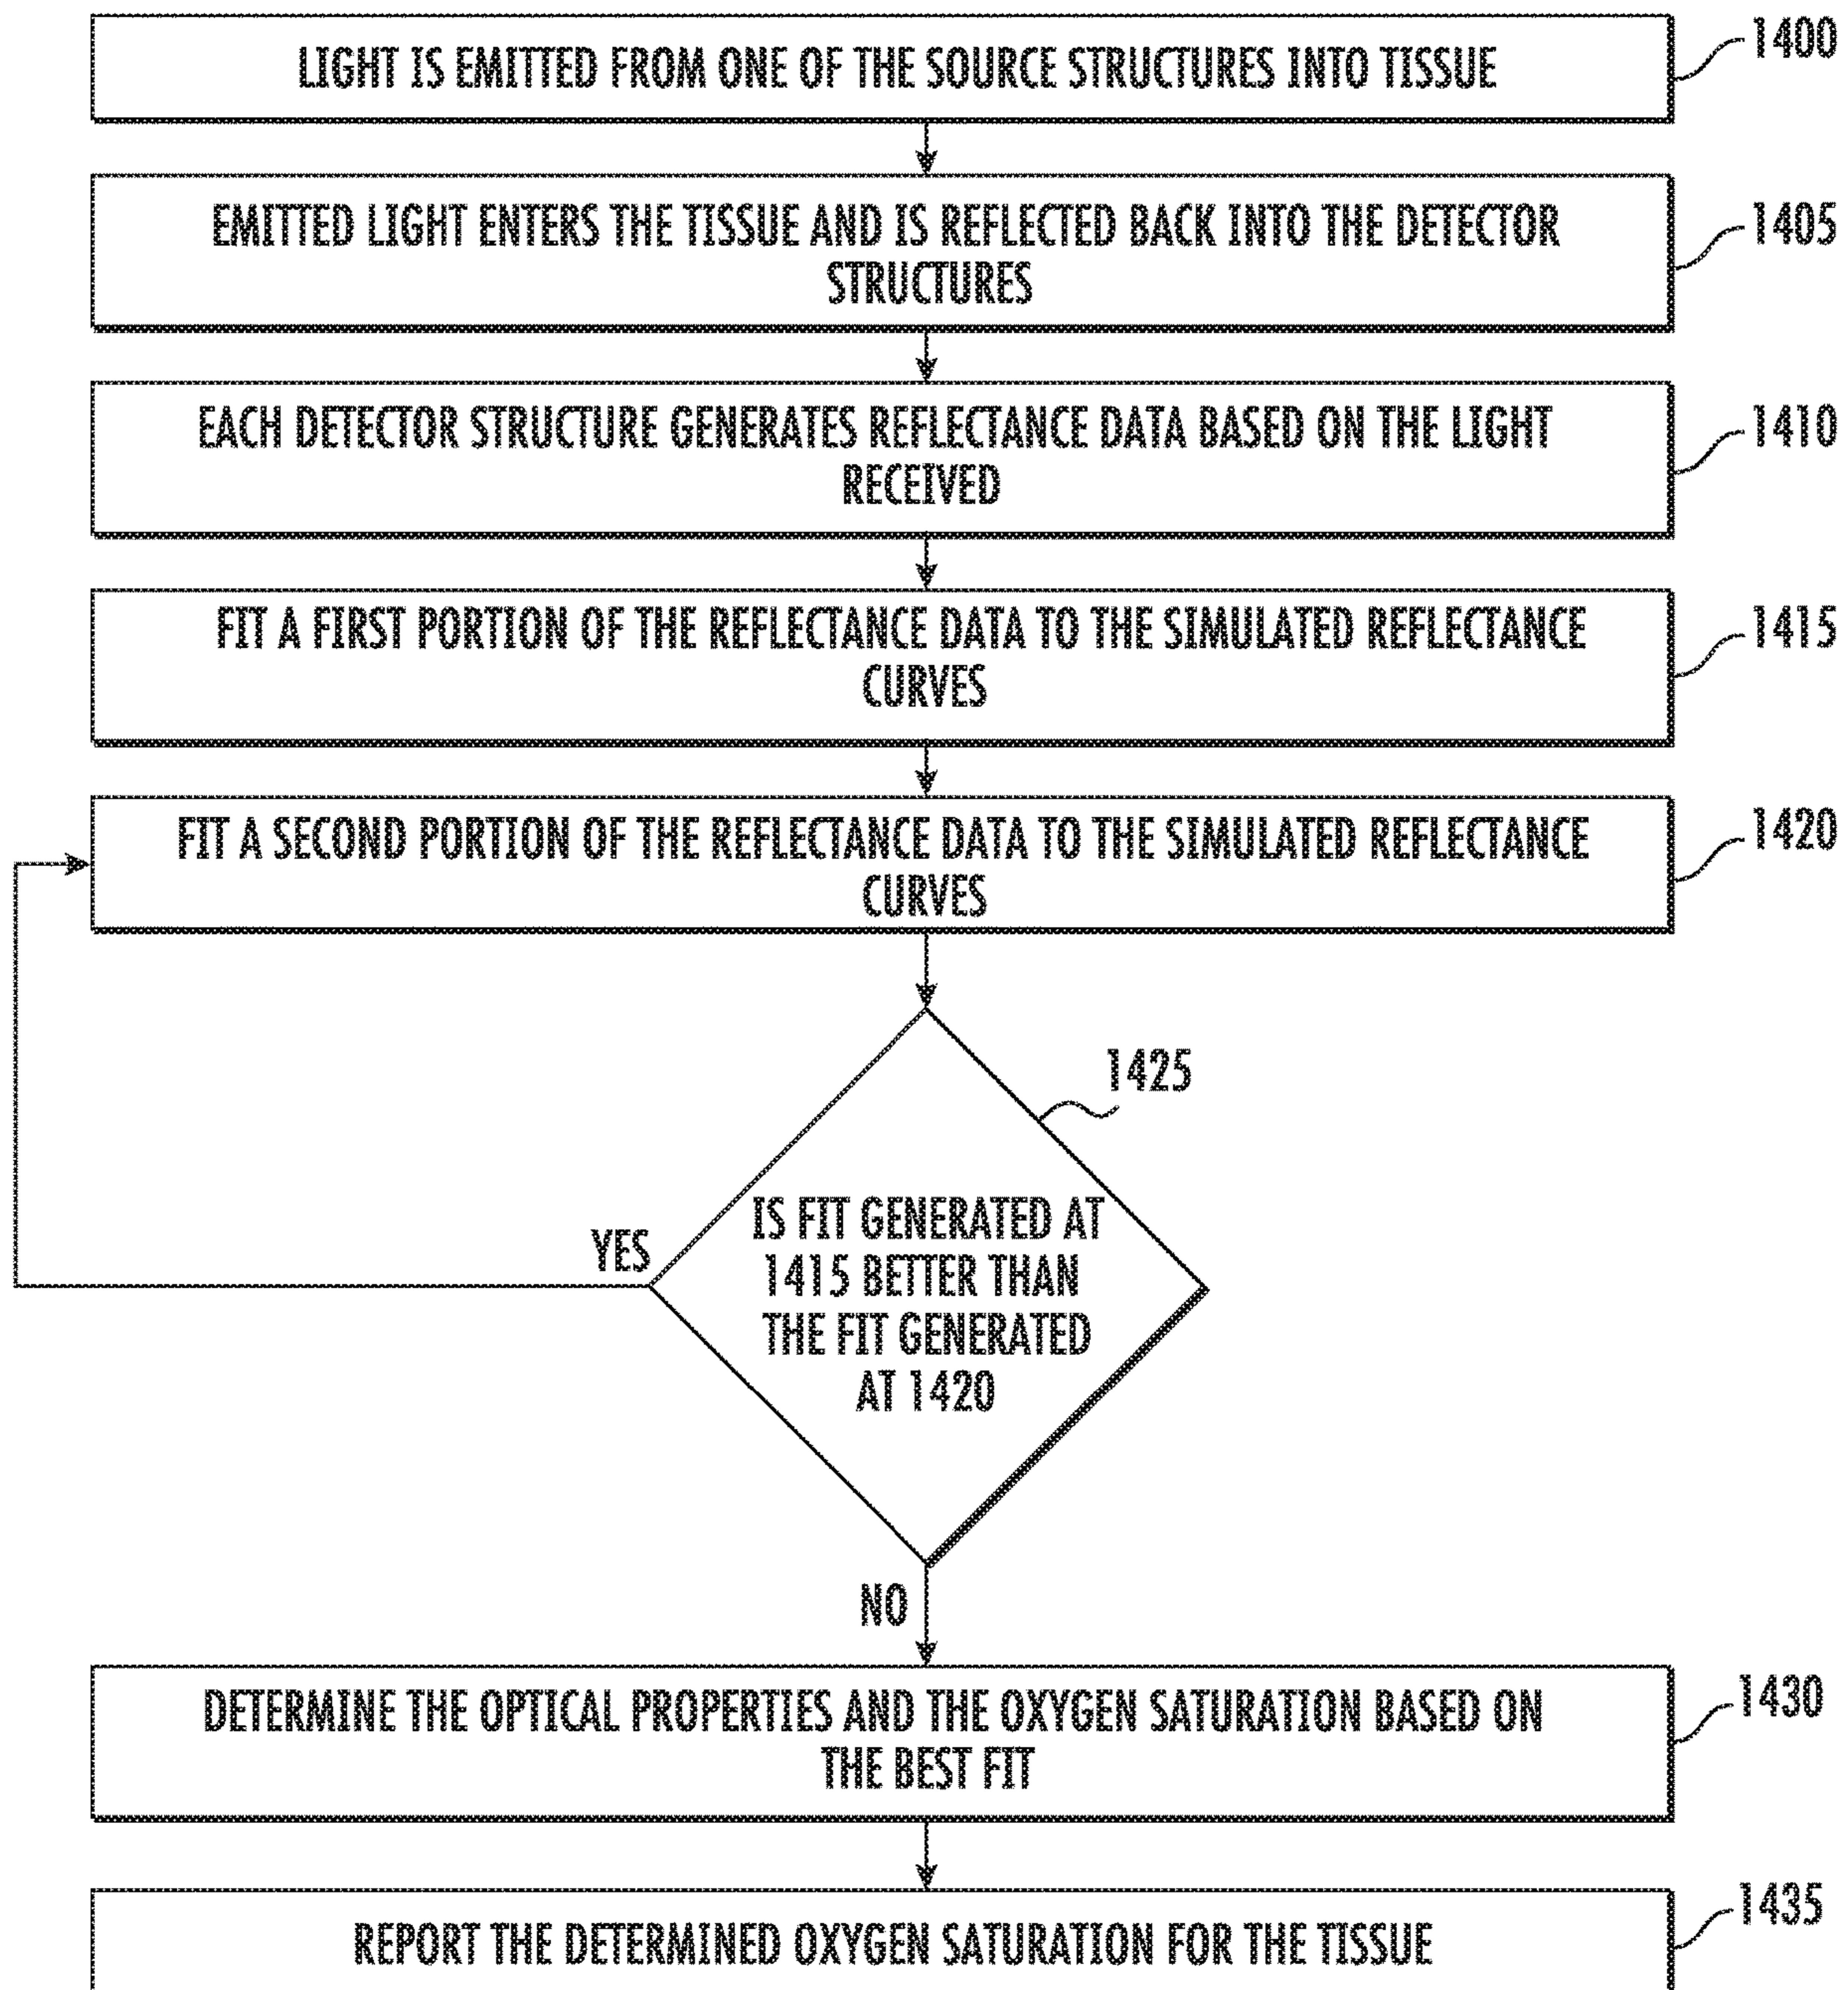 LIGHT IS EMITTED FROM ONE OF THE SOURCE STRUCTURES INTO TISSUE
1400
EMITTED LIGHT ENTERS THE TISSUE AND IS REFLECTED BACK INTO THE DETECTOR
STRUCTURES
1405
EACH DETECTOR STRUCTURE GENERATES REFLECTANCE DATA BASED ON THE LIGHT
RECEIVED
1410
FIT A FIRST PORTION OF THE REFLECTANCE DATA TO THE SIMULATED REFLECTANCE
CURVES
1415
FIT A SECOND PORTION OF THE REFLECTANCE DATA TO THE SIMULATED REFLECTANCE
CURVES
1420
1425
IS FIT GENERATED AT
1415 BETTER THAN
THE FIT GENERATED
AT 1420
YES
NO
DETERMINE THE OPTICAL PROPERTIES AND THE OXYGEN SATURATION BASED ON
THE BEST FIT
1430
REPORT THE DETERMINED OXYGEN SATURATION FOR THE TISSUE
1435